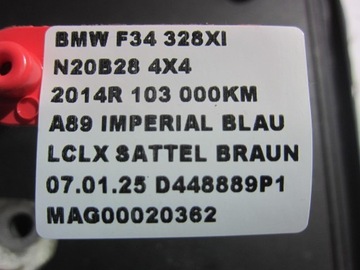 BMW F34 328XI
N20B28 4X4
2014R 103 000KM
A89 IMPERIAL BLAU
LCLX SATTEL BRAUN
07.01.25 D448889P1
MAG00020362